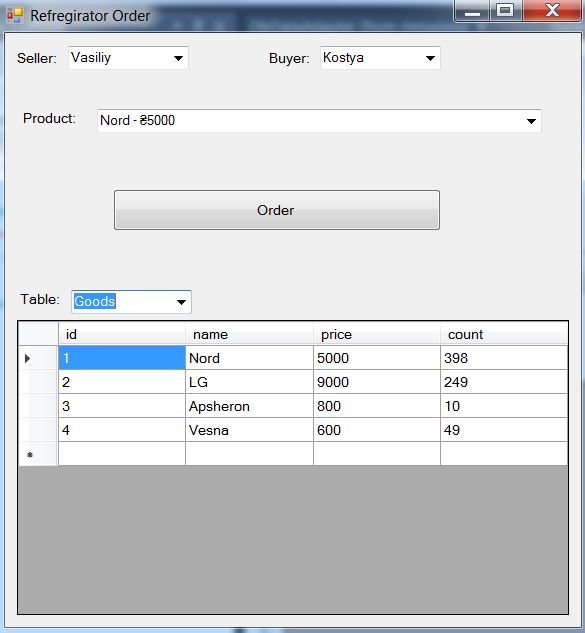 Refregirator Order
Seller: Vasiliy Buyer: Kostya
Product: Nord - ₴5000
Order
Table: Goods
id name price count
1 Nord 5000 398
2 LG 9000 249
3 Apsheron 800 10
4 Vesna 600 49